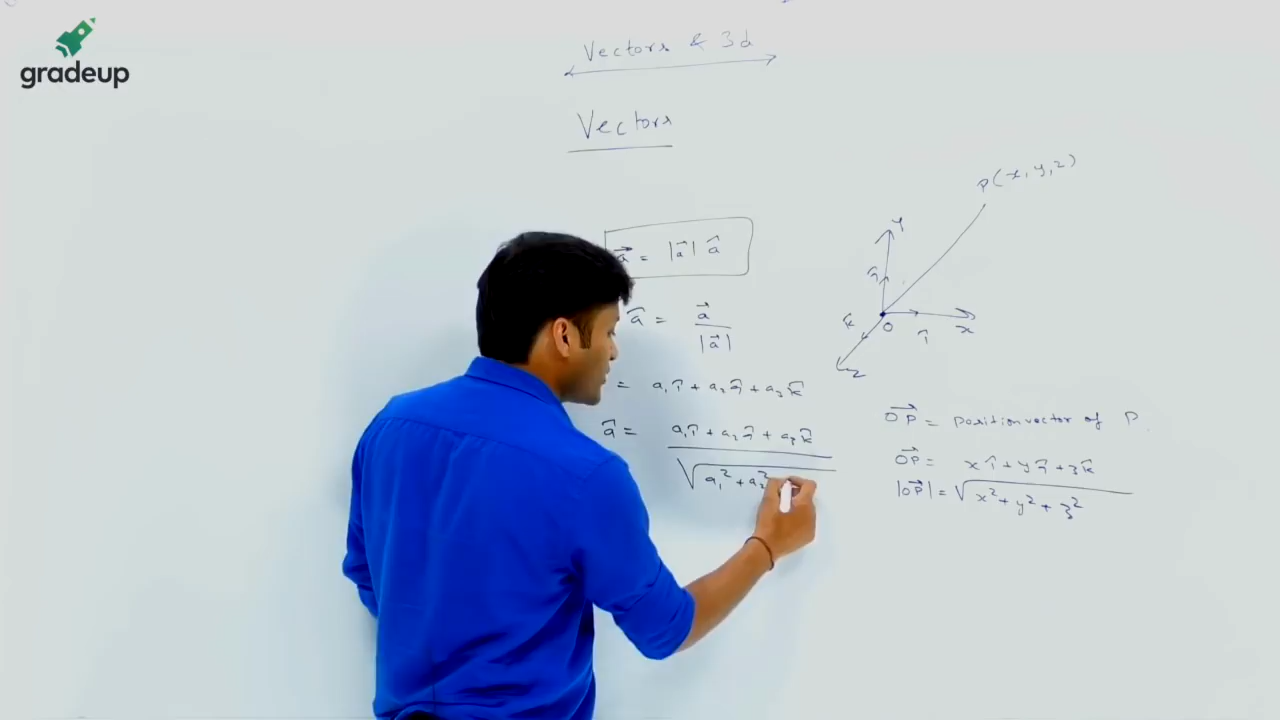 gradeup
Vectors & 3d
Vectors
a⃗ = |a⃗| â
â = a⃗ / |a⃗|
= a₁î + a₂ĵ + a₃k̂
â = a₁î + a₂ĵ + a₃k̂ / √a₁² + a₂²
P(x, y, z)
y
ĵ
k̂
O
î
x
z
OP⃗ = Position vector of P.
OP⃗ = xî + yĵ + zk̂
|OP⃗| = √x² + y² + z²